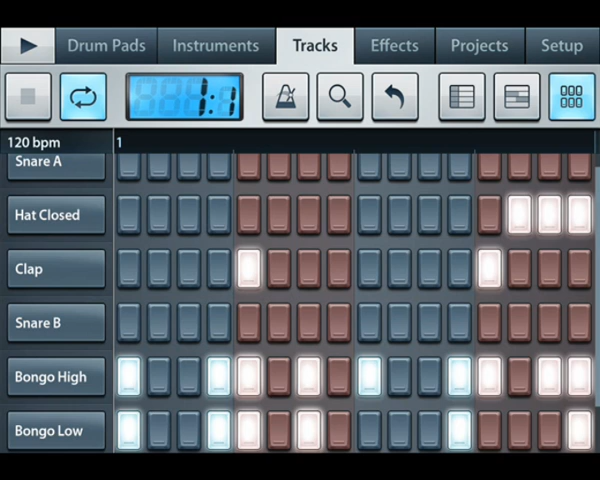 Drum Pads Instruments Tracks Effects Projects Setup
1:1
120 bpm 1
Snare A
Hat Closed
Clap
Snare B
Bongo High
Bongo Low